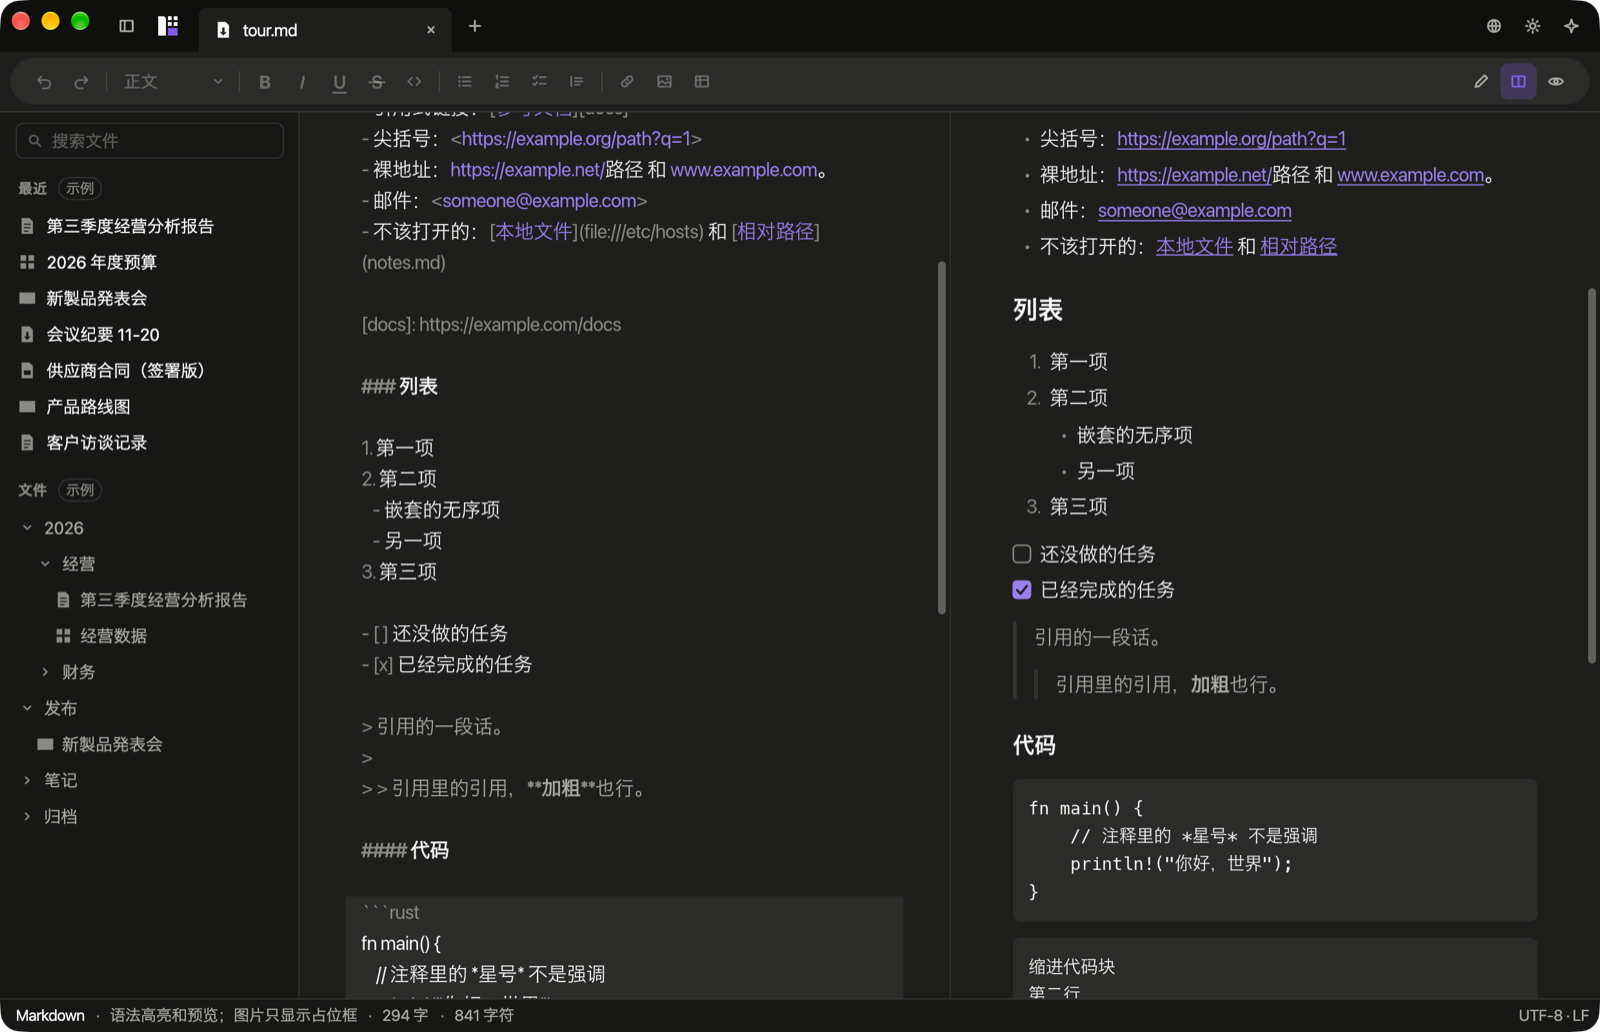 tour.md
正文
搜索文件
最近 示例
第三季度经营分析报告
2026 年度预算
新製品発表会
会议纪要 11-20
供应商合同（签署版）
产品路线图
客户访谈记录
文件 示例
2026
经营
第三季度经营分析报告
经营数据
财务
发布
新製品発表会
笔记
归档
- 尖括号：<https://example.org/path?q=1>
- 裸地址：https://example.net/路径 和 www.example.com。
- 邮件：<someone@example.com>
- 不该打开的：[本地文件](file:///etc/hosts) 和 [相对路径]
(notes.md)
[docs]: https://example.com/docs
### 列表
1. 第一项
2. 第二项
- 嵌套的无序项
- 另一项
3. 第三项
- [ ] 还没做的任务
- [x] 已经完成的任务
> 引用的一段话。
>
> > 引用里的引用，**加粗**也行。
#### 代码
```rust
fn main() {
// 注释里的 *星号* 不是强调
• 尖括号：https://example.org/path?q=1
• 裸地址：https://example.net/路径 和 www.example.com。
• 邮件：someone@example.com
• 不该打开的：本地文件 和 相对路径
列表
1. 第一项
2. 第二项
• 嵌套的无序项
• 另一项
3. 第三项
还没做的任务
已经完成的任务
引用的一段话。
引用里的引用，加粗也行。
代码
fn main() {
// 注释里的 *星号* 不是强调
println!("你好，世界");
}
缩进代码块
第二行
Markdown · 语法高亮和预览；图片只显示占位框 · 294 字 · 841 字符
UTF-8 · LF